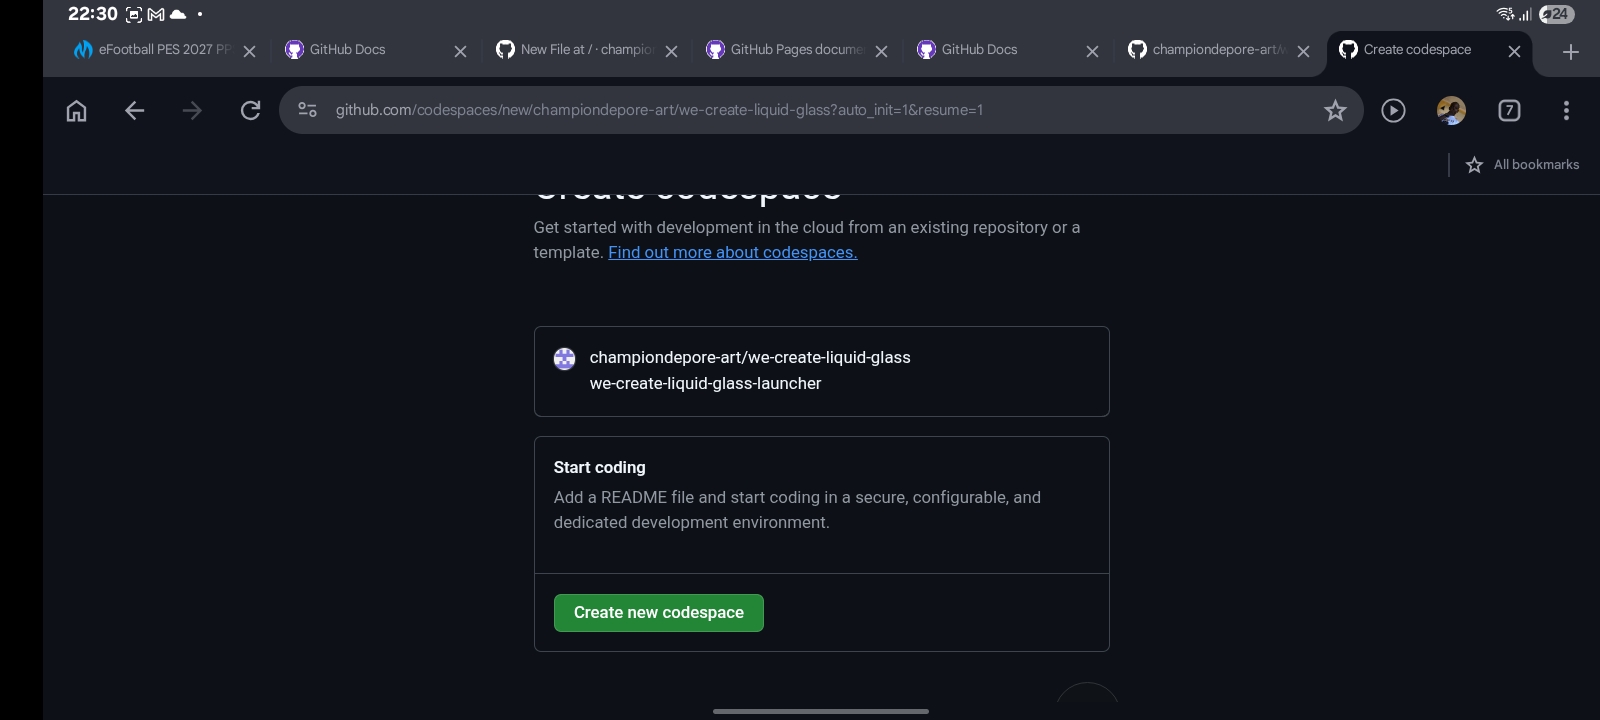 22:30
24
eFootball PES 2027 PP
GitHub Docs
New File at / · champion
GitHub Pages docume
GitHub Docs
championdepore-art/w
Create codespace
github.com/codespaces/new/championdepore-art/we-create-liquid-glass?auto_init=1&resume=1
7
All bookmarks
Create codespace
Get started with development in the cloud from an existing repository or a
template. Find out more about codespaces.
championdepore-art/we-create-liquid-glass
we-create-liquid-glass-launcher
Start coding
Add a README file and start coding in a secure, configurable, and
dedicated development environment.
Create new codespace